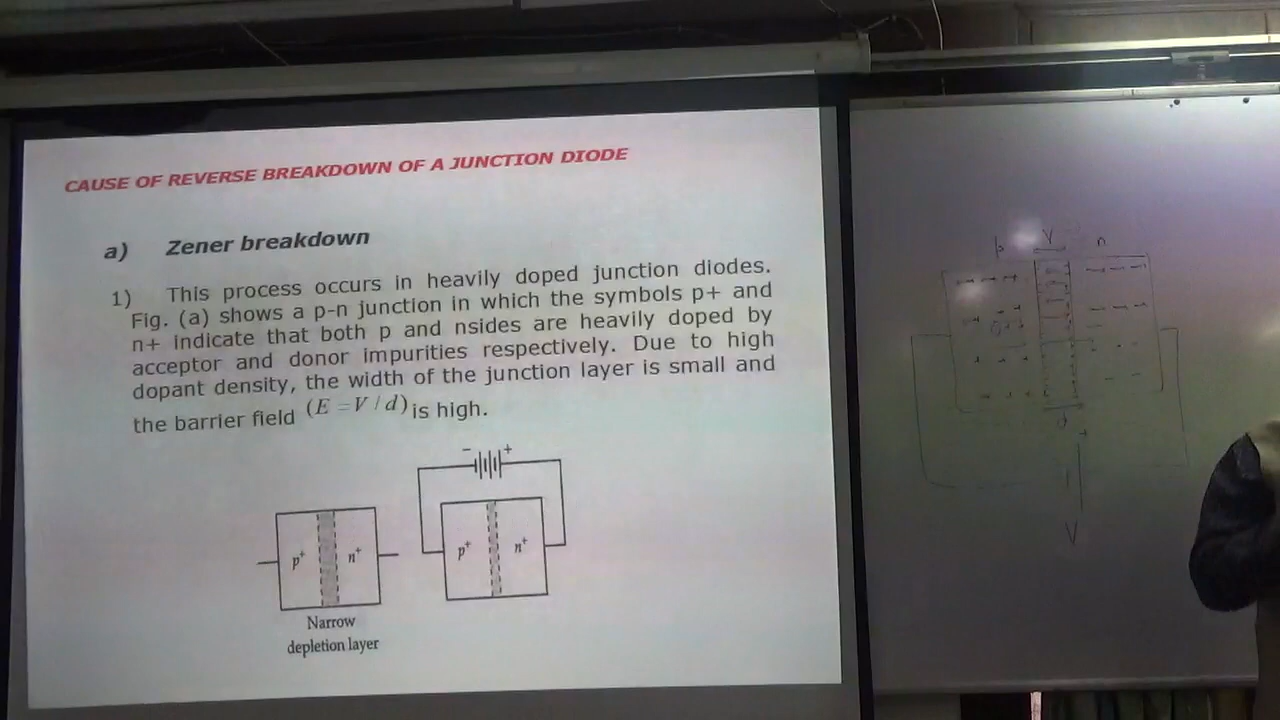 CAUSE OF REVERSE BREAKDOWN OF A JUNCTION DIODE
a) Zener breakdown
1) This process occurs in heavily doped junction diodes.
Fig. (a) shows a p-n junction in which the symbols p+ and
n+ indicate that both p and nsides are heavily doped by
acceptor and donor impurities respectively. Due to high
dopant density, the width of the junction layer is small and
the barrier field (E = V / d) is high.
- +
p+ n+
p+ n+
Narrow
depletion layer
p V n
d
V